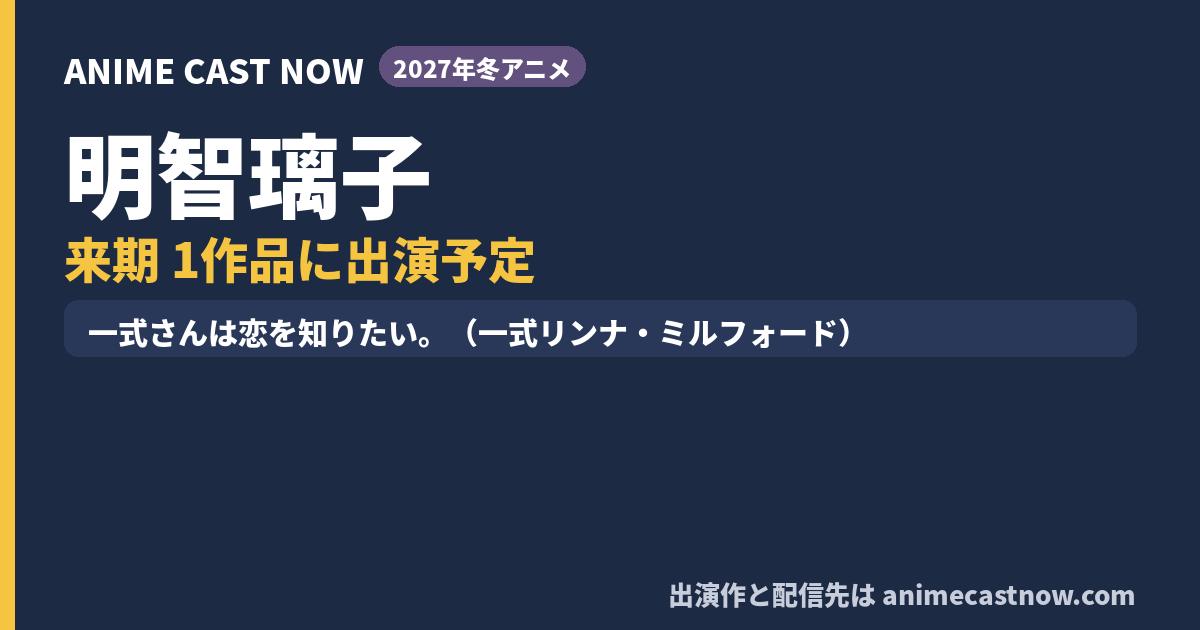 ANIME CAST NOW 2027年冬アニメ
明智璃子
来期 1作品に出演予定
一式さんは恋を知りたい。（一式リンナ・ミルフォード）
出演作と配信先は animecastnow.com